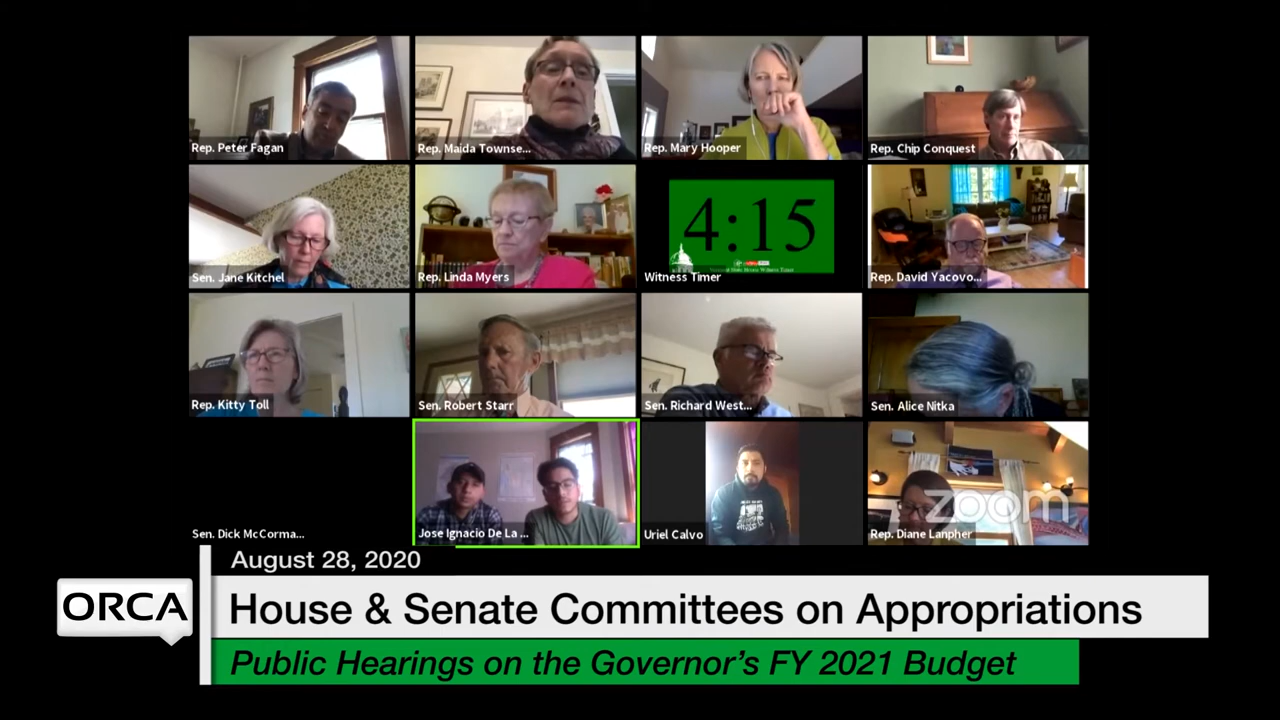 Rep. Peter Fagan
Rep. Maida Townse...
Rep. Mary Hooper
Rep. Chip Conquest
Sen. Jane Kitchel
Rep. Linda Myers
4:15
Witness Timer
Rep. David Yacovo...
Rep. Kitty Toll
Sen. Robert Starr
Sen. Richard West...
Sen. Alice Nitka
Sen. Dick McCorma...
Jose Ignacio De La ...
Uriel Calvo
Rep. Diane Lanpher
zoom
August 28, 2020
ORCA
House & Senate Committees on Appropriations
Public Hearings on the Governor's FY 2021 Budget